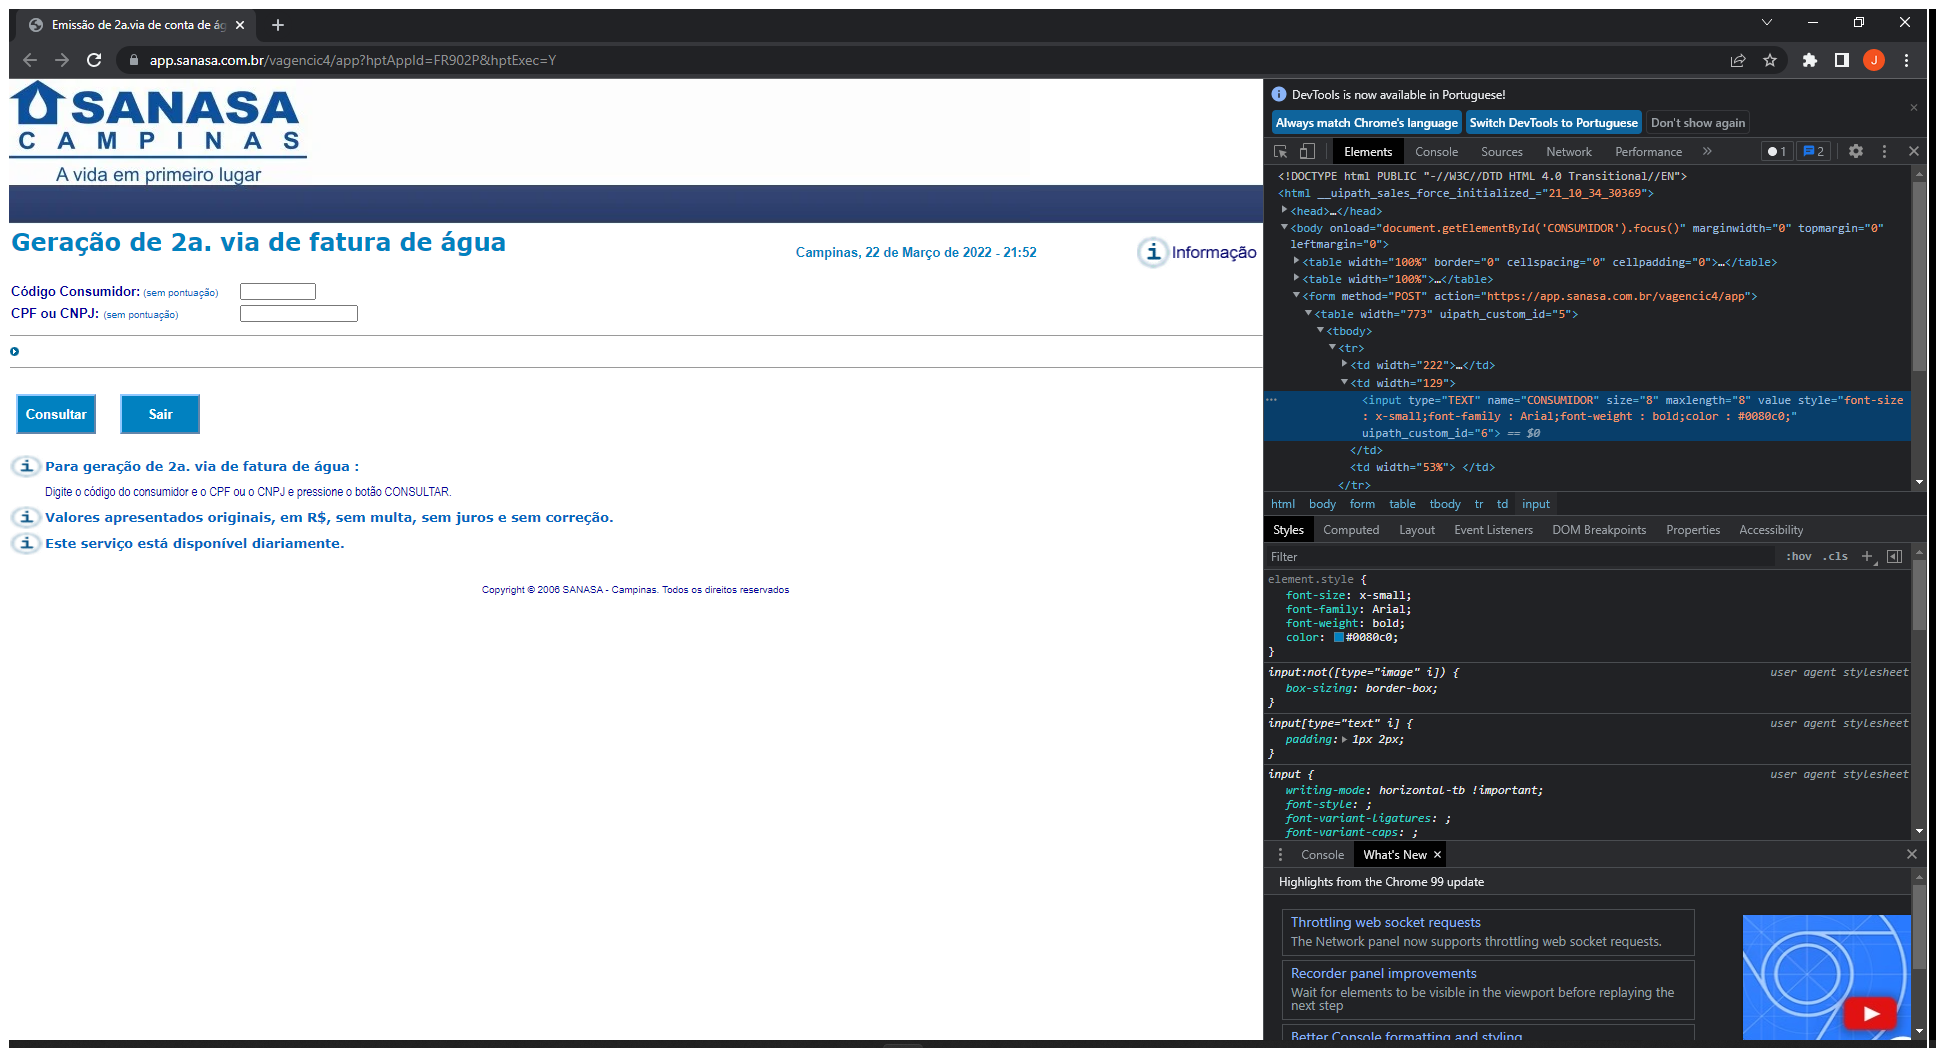 Emissão de 2a.via de conta de ág
app.sanasa.com.br/vagencic4/app?hptAppId=FR902P&hptExec=Y
J
SANASA
CAMPINAS
A vida em primeiro lugar
Geração de 2a. via de fatura de água
Campinas, 22 de Março de 2022 - 21:52
Informação
Código Consumidor: (sem pontuação)
CPF ou CNPJ: (sem pontuação)
Consultar
Sair
Para geração de 2a. via de fatura de água :
Digite o código do consumidor e o CPF ou o CNPJ e pressione o botão CONSULTAR.
Valores apresentados originais, em R$, sem multa, sem juros e sem correção.
Este serviço está disponível diariamente.
Copyright © 2006 SANASA - Campinas. Todos os direitos reservados
DevTools is now available in Portuguese!
Always match Chrome's language
Switch DevTools to Portuguese
Don't show again
Elements Console Sources Network Performance » 1 2
<!DOCTYPE html PUBLIC "-//W3C//DTD HTML 4.0 Transitional//EN">
<html __uipath_sales_force_initialized_="21_10_34_30369">
<head>…</head>
<body onload="document.getElementById('CONSUMIDOR').focus()" marginwidth="0" topmargin="0"
leftmargin="0">
<table width="100%" border="0" cellspacing="0" cellpadding="0">…</table>
<table width="100%">…</table>
<form method="POST" action="https://app.sanasa.com.br/vagencic4/app">
<table width="773" uipath_custom_id="5">
<tbody>
<tr>
<td width="222">…</td>
<td width="129">
<input type="TEXT" name="CONSUMIDOR" size="8" maxlength="8" value style="font-size
: x-small;font-family : Arial;font-weight : bold;color : #0080c0;"
uipath_custom_id="6"> == $0
</td>
<td width="53%"> </td>
</tr>
html body form table tbody tr td input
Styles Computed Layout Event Listeners DOM Breakpoints Properties Accessibility
Filter :hov .cls +
element.style {
font-size: x-small;
font-family: Arial;
font-weight: bold;
color: #0080c0;
}
input:not([type="image" i]) { user agent stylesheet
box-sizing: border-box;
}
input[type="text" i] { user agent stylesheet
padding: 1px 2px;
}
input { user agent stylesheet
writing-mode: horizontal-tb !important;
font-style: ;
font-variant-ligatures: ;
font-variant-caps: ;
Console What's New
Highlights from the Chrome 99 update
Throttling web socket requests
The Network panel now supports throttling web socket requests.
Recorder panel improvements
Wait for elements to be visible in the viewport before replaying the
next step
Better Console formatting and styling